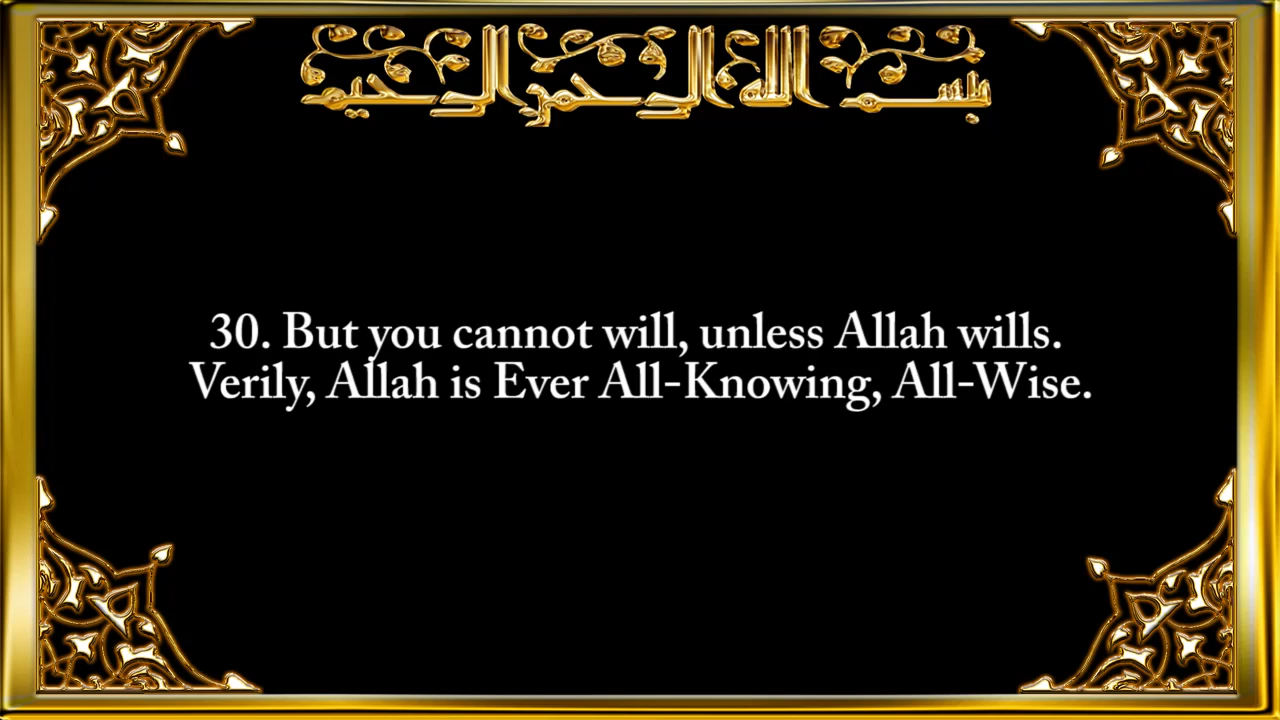 بسم الله الرحمن الرحيم
30. But you cannot will, unless Allah wills.
Verily, Allah is Ever All-Knowing, All-Wise.